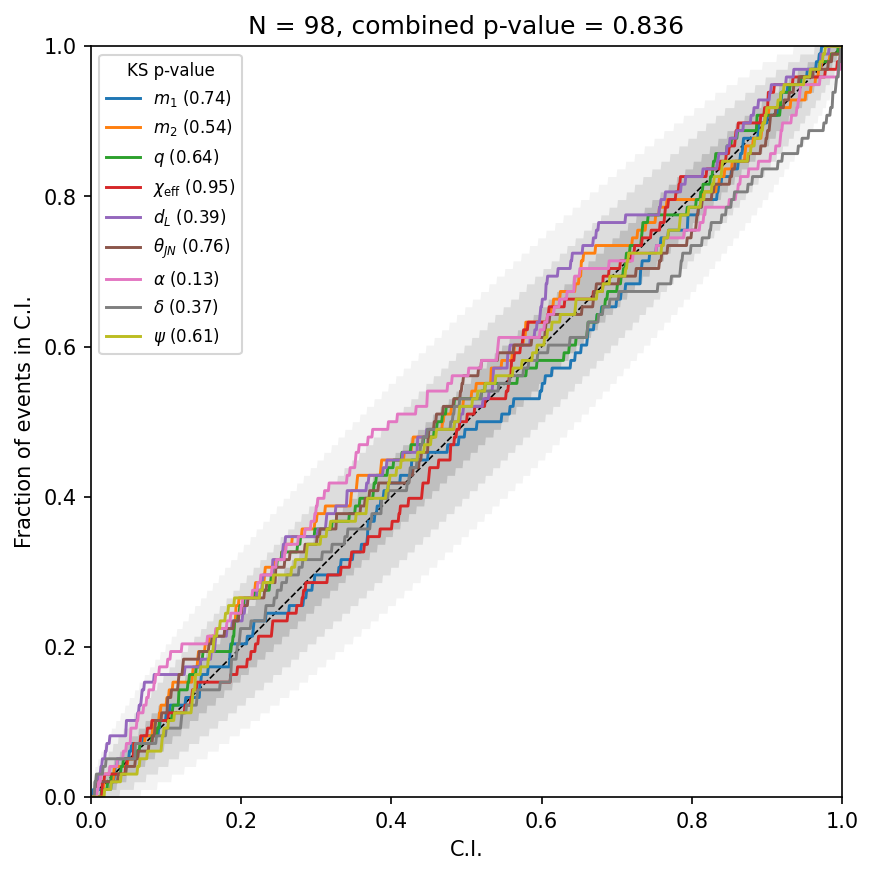 N = 98, combined p-value = 0.836
KS p-value
m₁ (0.74)
m₂ (0.54)
q (0.64)
χeff (0.95)
dL (0.39)
θJN (0.76)
α (0.13)
δ (0.37)
ψ (0.61)
Fraction of events in C.I.
1.0
0.8
0.6
0.4
0.2
0.0
0.0 0.2 0.4 0.6 0.8 1.0
C.I.